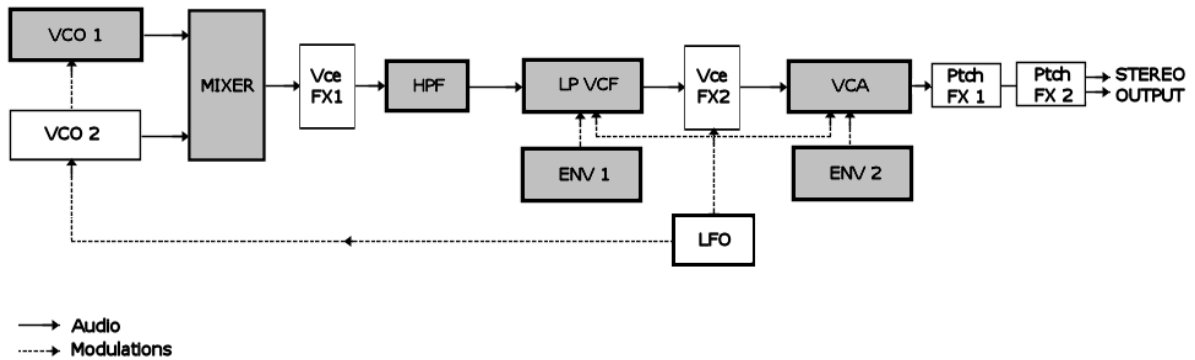 VCO 1
MIXER
Vce
FX1
HPF
LP VCF
Vce
FX2
VCA
Ptch
FX 1
Ptch
FX 2
STEREO
OUTPUT
VCO 2
ENV 1
ENV 2
LFO
Audio
Modulations